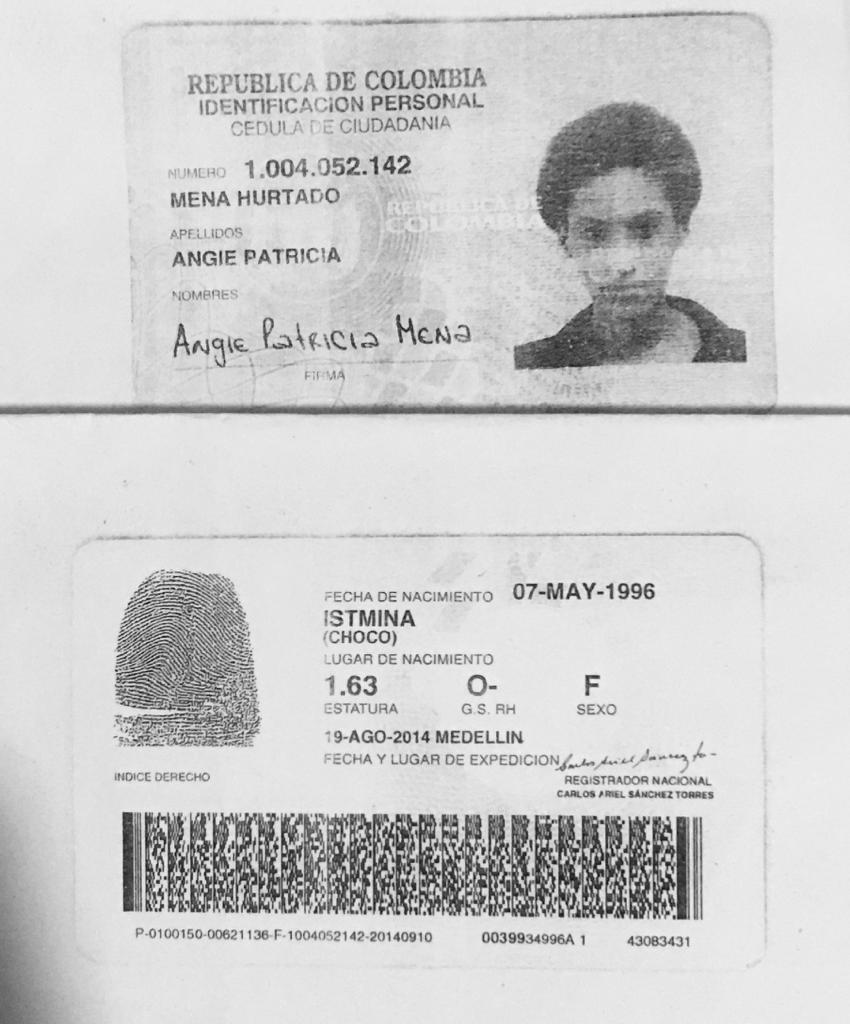 REPUBLICA DE COLOMBIA
IDENTIFICACION PERSONAL
CEDULA DE CIUDADANIA
NUMERO 1.004.052.142
MENA HURTADO
REPUBLICA DE
COLOMBIA
APELLIDOS
ANGIE PATRICIA
NOMBRES
Angie Patricia Mena
FIRMA
FECHA DE NACIMIENTO 07-MAY-1996
ISTMINA
(CHOCO)
LUGAR DE NACIMIENTO
1.63 O- F
ESTATURA G.S. RH SEXO
19-AGO-2014 MEDELLIN
FECHA Y LUGAR DE EXPEDICION
INDICE DERECHO
REGISTRADOR NACIONAL
CARLOS ARIEL SÁNCHEZ TORRES
P-0100150-00621136-F-1004052142-20140910 0039934996A 1 43083431